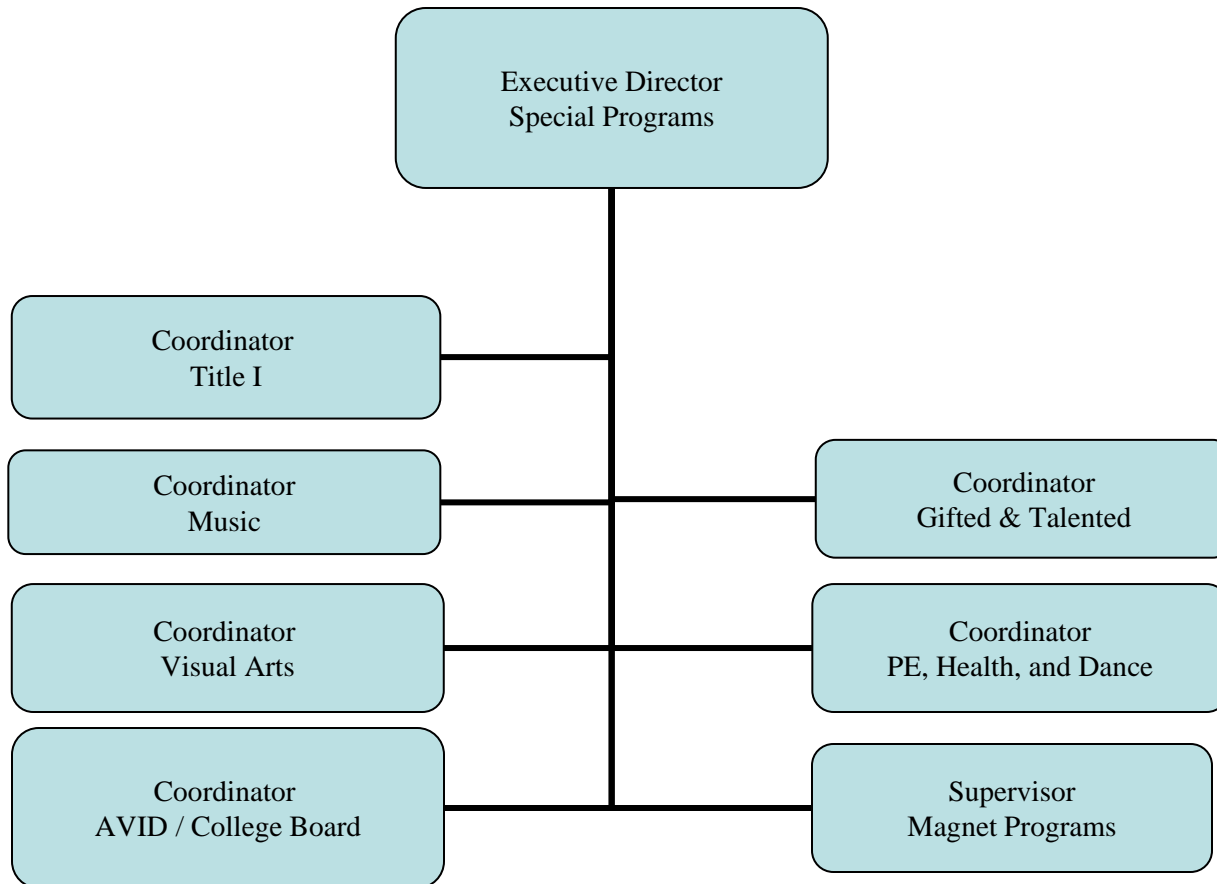 Executive Director
Special Programs
Coordinator
Title I
Coordinator
Music
Coordinator
Gifted & Talented
Coordinator
Visual Arts
Coordinator
PE, Health, and Dance
Coordinator
AVID / College Board
Supervisor
Magnet Programs